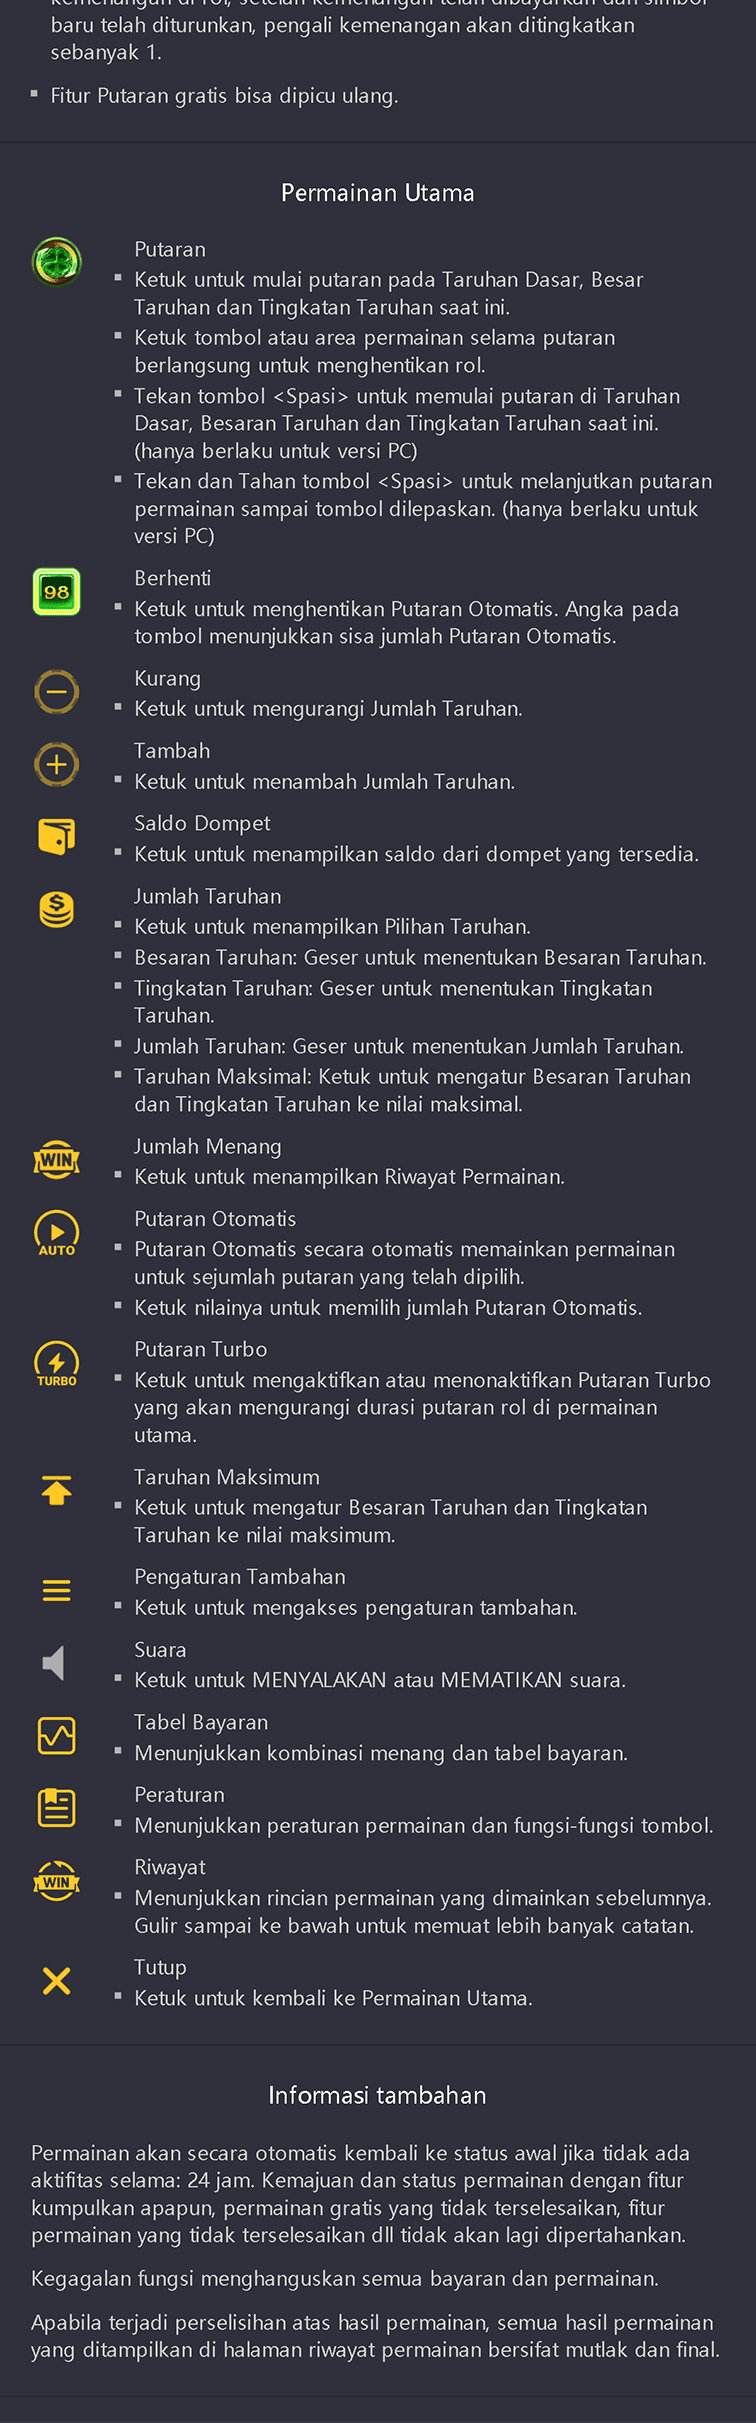 kemenangan di rol, setelah kemenangan telah dibayarkan dan simbol
baru telah diturunkan, pengali kemenangan akan ditingkatkan
sebanyak 1.
▪ Fitur Putaran gratis bisa dipicu ulang.
Permainan Utama
Putaran
▪ Ketuk untuk mulai putaran pada Taruhan Dasar, Besar
Taruhan dan Tingkatan Taruhan saat ini.
▪ Ketuk tombol atau area permainan selama putaran
berlangsung untuk menghentikan rol.
▪ Tekan tombol <Spasi> untuk memulai putaran di Taruhan
Dasar, Besaran Taruhan dan Tingkatan Taruhan saat ini.
(hanya berlaku untuk versi PC)
▪ Tekan dan Tahan tombol <Spasi> untuk melanjutkan putaran
permainan sampai tombol dilepaskan. (hanya berlaku untuk
versi PC)
98
Berhenti
▪ Ketuk untuk menghentikan Putaran Otomatis. Angka pada
tombol menunjukkan sisa jumlah Putaran Otomatis.
Kurang
▪ Ketuk untuk mengurangi Jumlah Taruhan.
Tambah
▪ Ketuk untuk menambah Jumlah Taruhan.
Saldo Dompet
▪ Ketuk untuk menampilkan saldo dari dompet yang tersedia.
$
Jumlah Taruhan
▪ Ketuk untuk menampilkan Pilihan Taruhan.
▪ Besaran Taruhan: Geser untuk menentukan Besaran Taruhan.
▪ Tingkatan Taruhan: Geser untuk menentukan Tingkatan
Taruhan.
▪ Jumlah Taruhan: Geser untuk menentukan Jumlah Taruhan.
▪ Taruhan Maksimal: Ketuk untuk mengatur Besaran Taruhan
dan Tingkatan Taruhan ke nilai maksimal.
WIN
Jumlah Menang
▪ Ketuk untuk menampilkan Riwayat Permainan.
AUTO
Putaran Otomatis
▪ Putaran Otomatis secara otomatis memainkan permainan
untuk sejumlah putaran yang telah dipilih.
▪ Ketuk nilainya untuk memilih jumlah Putaran Otomatis.
TURBO
Putaran Turbo
▪ Ketuk untuk mengaktifkan atau menonaktifkan Putaran Turbo
yang akan mengurangi durasi putaran rol di permainan
utama.
Taruhan Maksimum
▪ Ketuk untuk mengatur Besaran Taruhan dan Tingkatan
Taruhan ke nilai maksimum.
Pengaturan Tambahan
▪ Ketuk untuk mengakses pengaturan tambahan.
Suara
▪ Ketuk untuk MENYALAKAN atau MEMATIKAN suara.
Tabel Bayaran
▪ Menunjukkan kombinasi menang dan tabel bayaran.
Peraturan
▪ Menunjukkan peraturan permainan dan fungsi-fungsi tombol.
WIN
Riwayat
▪ Menunjukkan rincian permainan yang dimainkan sebelumnya.
Gulir sampai ke bawah untuk memuat lebih banyak catatan.
Tutup
▪ Ketuk untuk kembali ke Permainan Utama.
Informasi tambahan
Permainan akan secara otomatis kembali ke status awal jika tidak ada
aktifitas selama: 24 jam. Kemajuan dan status permainan dengan fitur
kumpulkan apapun, permainan gratis yang tidak terselesaikan, fitur
permainan yang tidak terselesaikan dll tidak akan lagi dipertahankan.
Kegagalan fungsi menghanguskan semua bayaran dan permainan.
Apabila terjadi perselisihan atas hasil permainan, semua hasil permainan
yang ditampilkan di halaman riwayat permainan bersifat mutlak dan final.